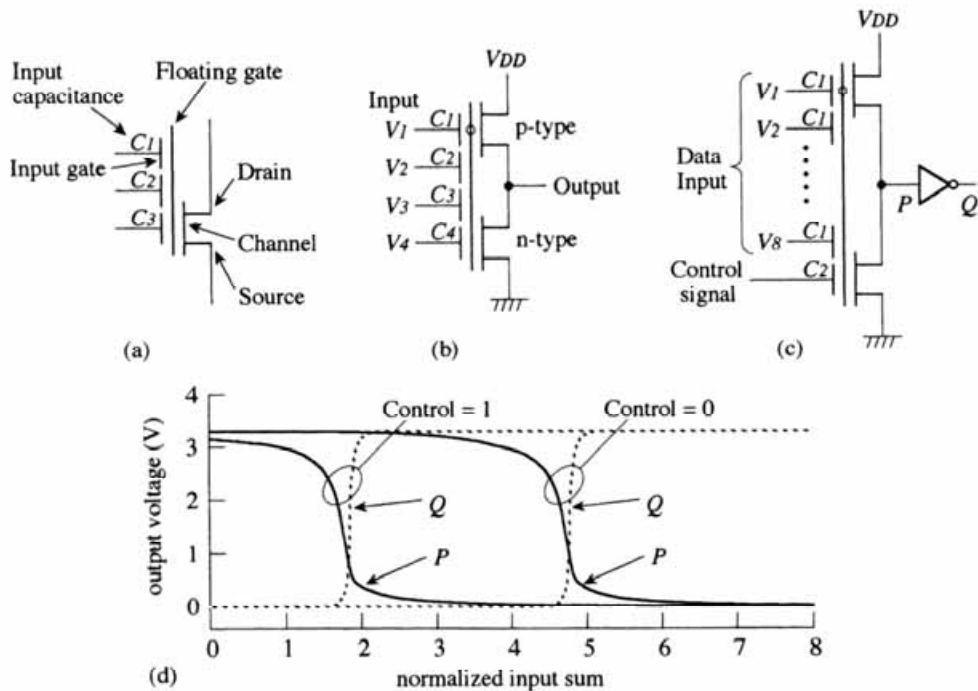 Input
capacitance
Floating gate
C1
Input gate
C2
C3
Drain
Channel
Source
(a)
VDD
Input
V1
C1
p-type
V2
C2
V3
C3
Output
V4
C4
n-type
(b)
VDD
V1
C1
V2
C1
Data
Input
P
Q
V8
C1
Control
signal
C2
(c)
output voltage (V)
4
3
2
1
0
Control = 1
Control = 0
Q
Q
P
P
0 1 2 3 4 5 6 7 8
normalized input sum
(d)